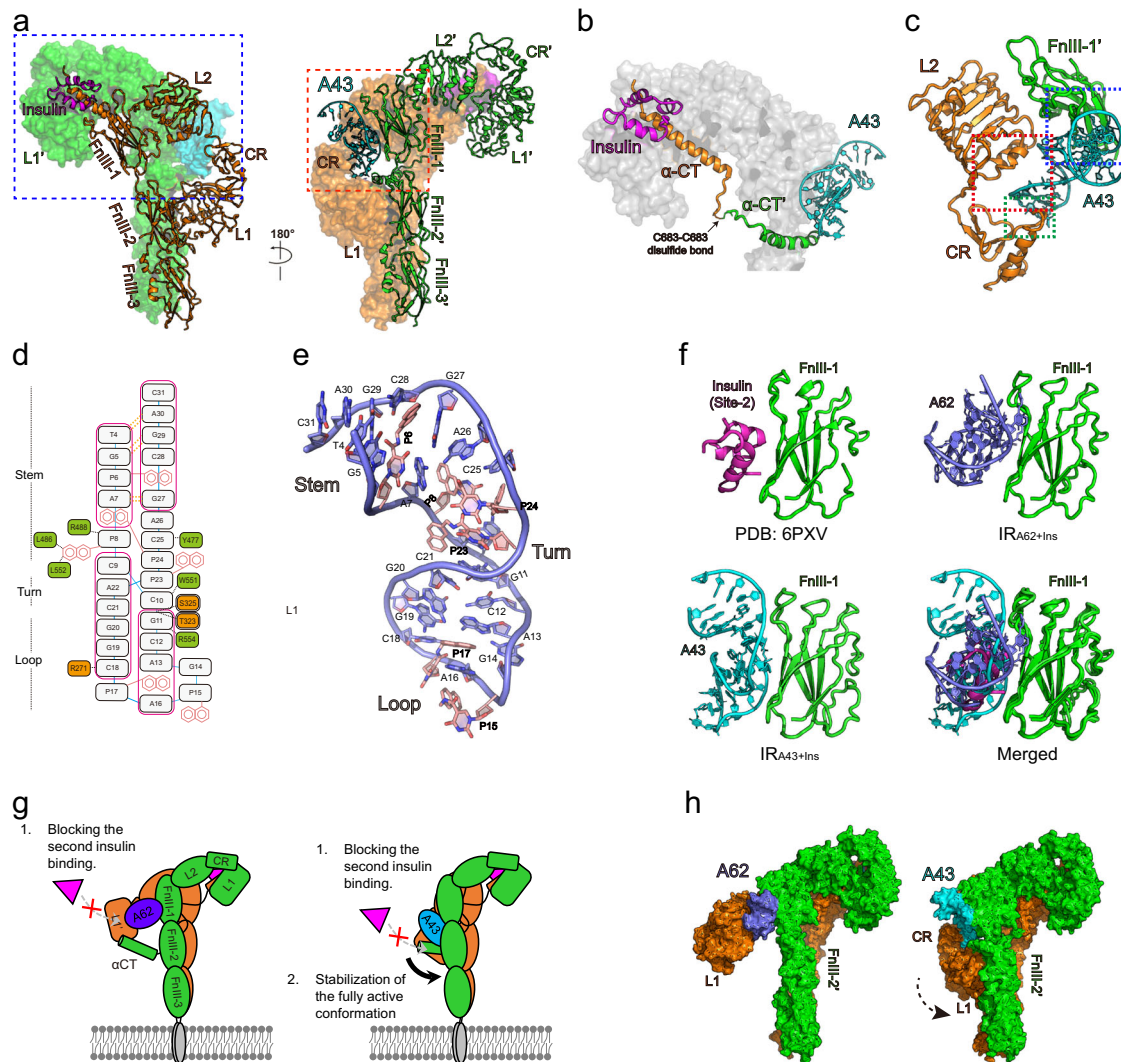 a
L2
Insulin
L1'
FnIII-1
CR
FnIII-2
L1
FnIII-3
180°
L2'
CR'
A43
FnIII-1'
CR
L1'
FnIII-2'
L1
FnIII-3'
b
Insulin
A43
α-CT
α-CT'
C683-C683
disulfide bond
c
FnIII-1'
L2
A43
CR
d
C31
A30
T4
G29
G5
C28
Stem
P6
A7
G27
R488
A26
L486
P8
C25
Y477
L552
P24
C9
P23
W551
Turn
A22
C10
S325
C21
G11
T323
G20
C12
R554
G19
Loop
R271
C18
A13
G14
P17
P15
A16
e
G27
C28
A30
G29
C31
T4
P6
A26
G5
C25
Stem
A7
P8
P24
P23
Turn
C21
G20
G11
L1
C12
G19
C18
A13
P17
G14
A16
Loop
P15
f
FnIII-1
Insulin
(Site-2)
PDB: 6PXV
FnIII-1
A62
IRA62+Ins
FnIII-1
A43
IRA43+Ins
FnIII-1
Merged
g
1. Blocking the
second insulin
binding.
CR
L2
L1
FnIII-1
A62
L1'
FnIII-2
αCT
FnIII-3
1. Blocking the
second insulin
binding.
A43
2. Stabilization of
the fully active
conformation
h
A62
L1
FnIII-2'
A43
CR
L1
FnIII-2'